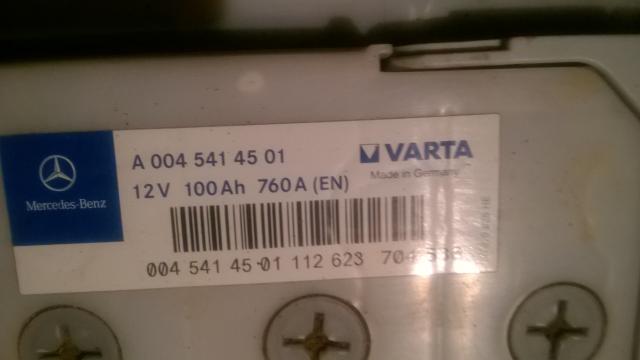 A 004 541 45 01
VARTA
12V 100Ah 760A (EN)
Made in Germany
Mercedes-Benz
004 541 45 01 112 623